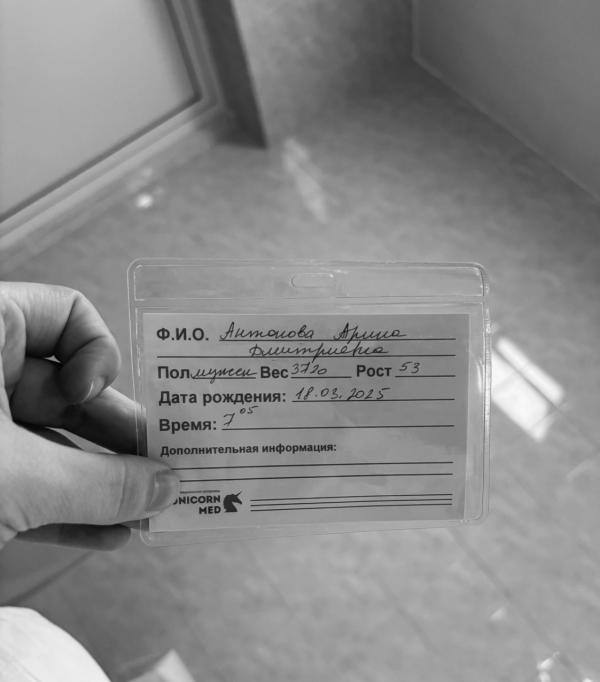 Ф.И.О. Антонова Арина
Дмитриевна
Пол мужск Вес 3720 Рост 53
Дата рождения: 18.03.2025
Время: 7 05
Дополнительная информация:
UNICORN
MED